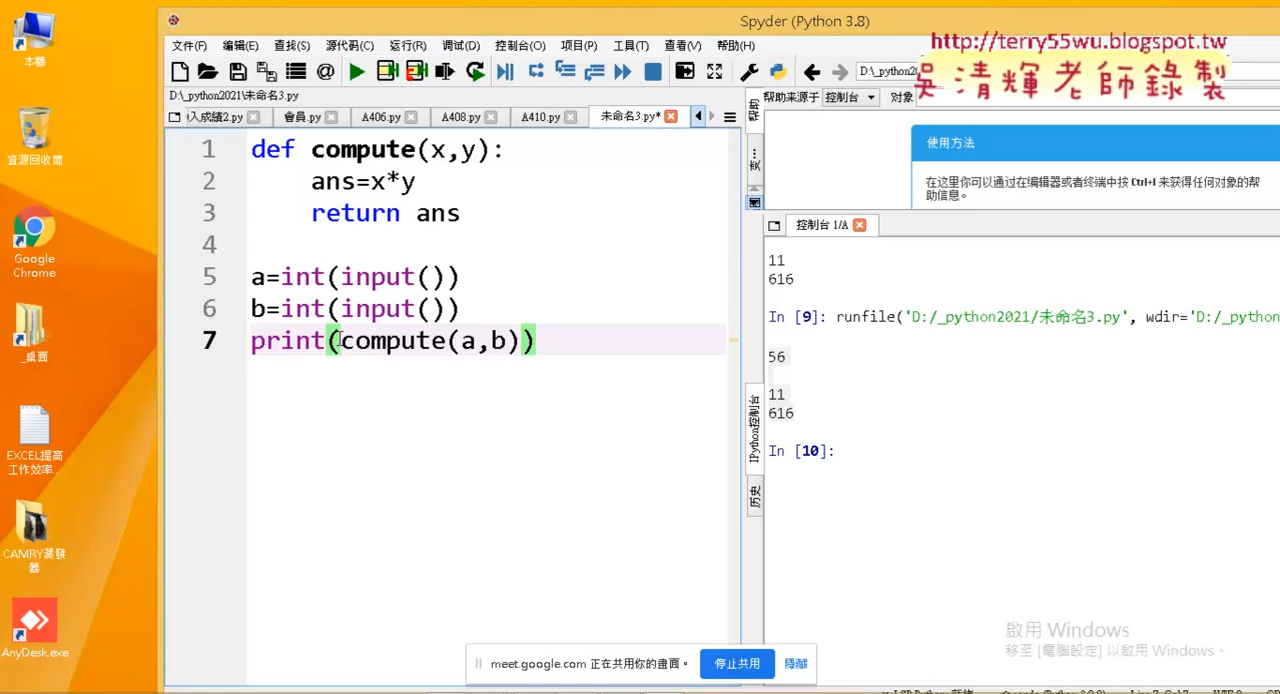 本機
資源回收筒
Google
Chrome
_桌面
EXCEL提高
工作效率...
CAMRY蒸發
器
AnyDesk.exe
Spyder (Python 3.8)
http://terry55wu.blogspot.tw
吳清輝老師錄製
文件(F) 编辑(E) 查找(S) 源代码(C) 运行(R) 调试(D) 控制台(O) 项目(P) 工具(T) 查看(V) 帮助(H)
D:\_python202
D:\_python2021\未命名3.py
入成績2.py 會員.py A406.py A408.py A410.py 未命名3.py*
1 def compute(x,y):
2 ans=x*y
3 return ans
4
5 a=int(input())
6 b=int(input())
7 print(compute(a,b))
帮助来源于 控制台 对象
使用方法
在这里你可以通过在编辑器或者终端中按 Ctrl+I 来获得任何对象的帮
助信息。
帮助
IPython控制台
历史
控制台 1/A
11
616
In [9]: runfile('D:/_python2021/未命名3.py', wdir='D:/_python
56
11
616
In [10]:
啟用 Windows
移至 [電腦設定] 以啟用 Windows。
meet.google.com 正在共用你的畫面。 停止共用 隱藏